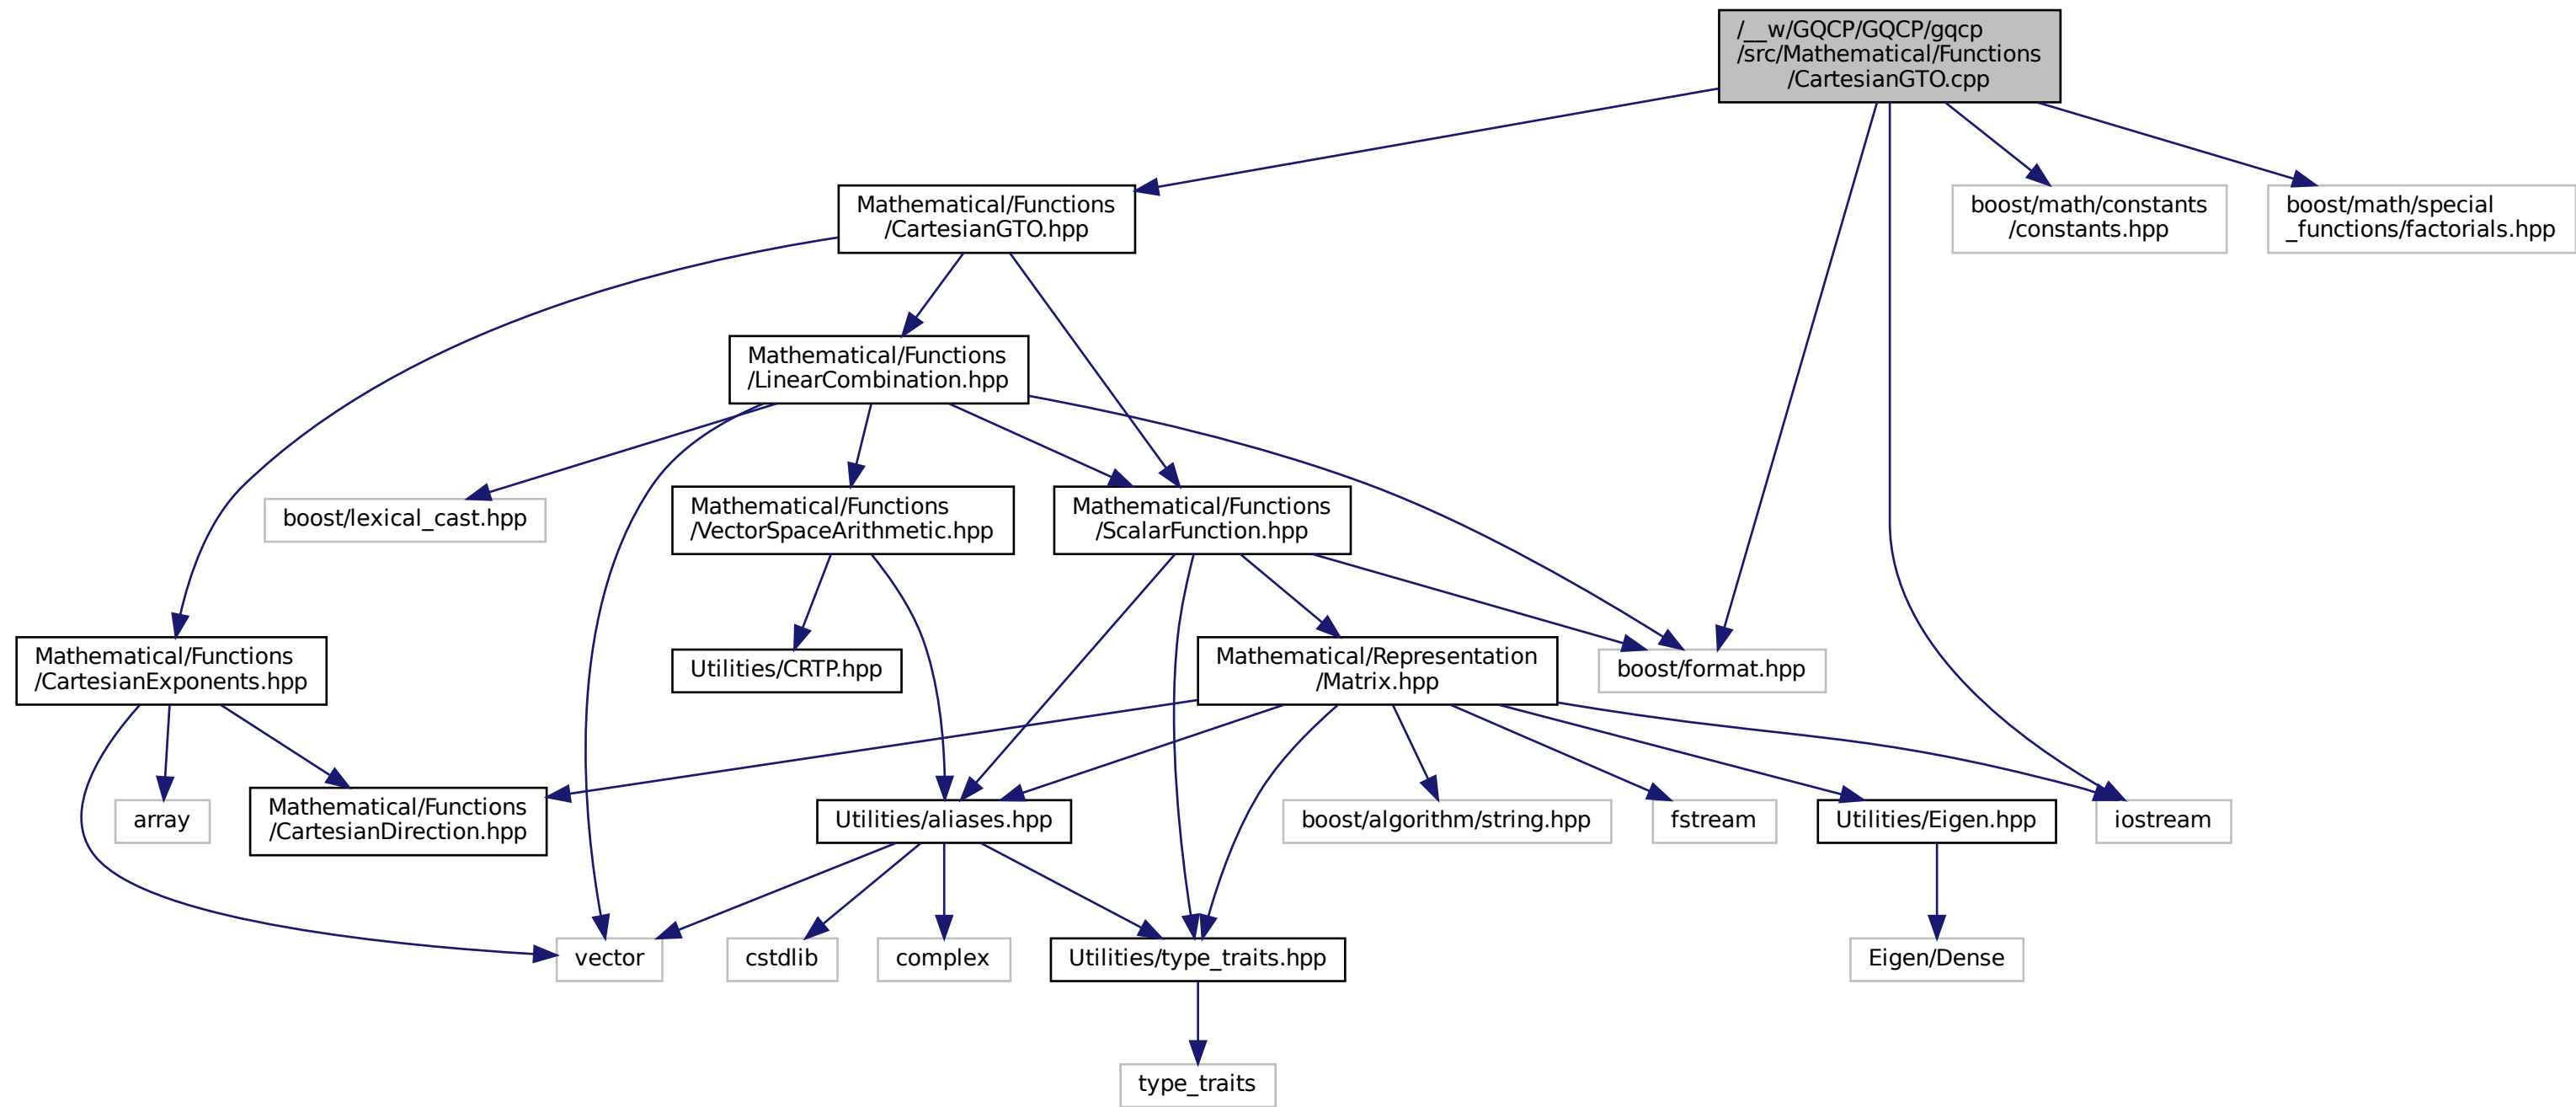 /__w/GQCP/GQCP/gqcp
/src/Mathematical/Functions
/CartesianGTO.cpp
Mathematical/Functions
/CartesianGTO.hpp
boost/math/constants
/constants.hpp
boost/math/special
_functions/factorials.hpp
Mathematical/Functions
/LinearCombination.hpp
boost/lexical_cast.hpp
Mathematical/Functions
/VectorSpaceArithmetic.hpp
Mathematical/Functions
/ScalarFunction.hpp
Mathematical/Functions
/CartesianExponents.hpp
Utilities/CRTP.hpp
Mathematical/Representation
/Matrix.hpp
boost/format.hpp
array
Mathematical/Functions
/CartesianDirection.hpp
Utilities/aliases.hpp
boost/algorithm/string.hpp
fstream
Utilities/Eigen.hpp
iostream
vector
cstdlib
complex
Utilities/type_traits.hpp
Eigen/Dense
type_traits